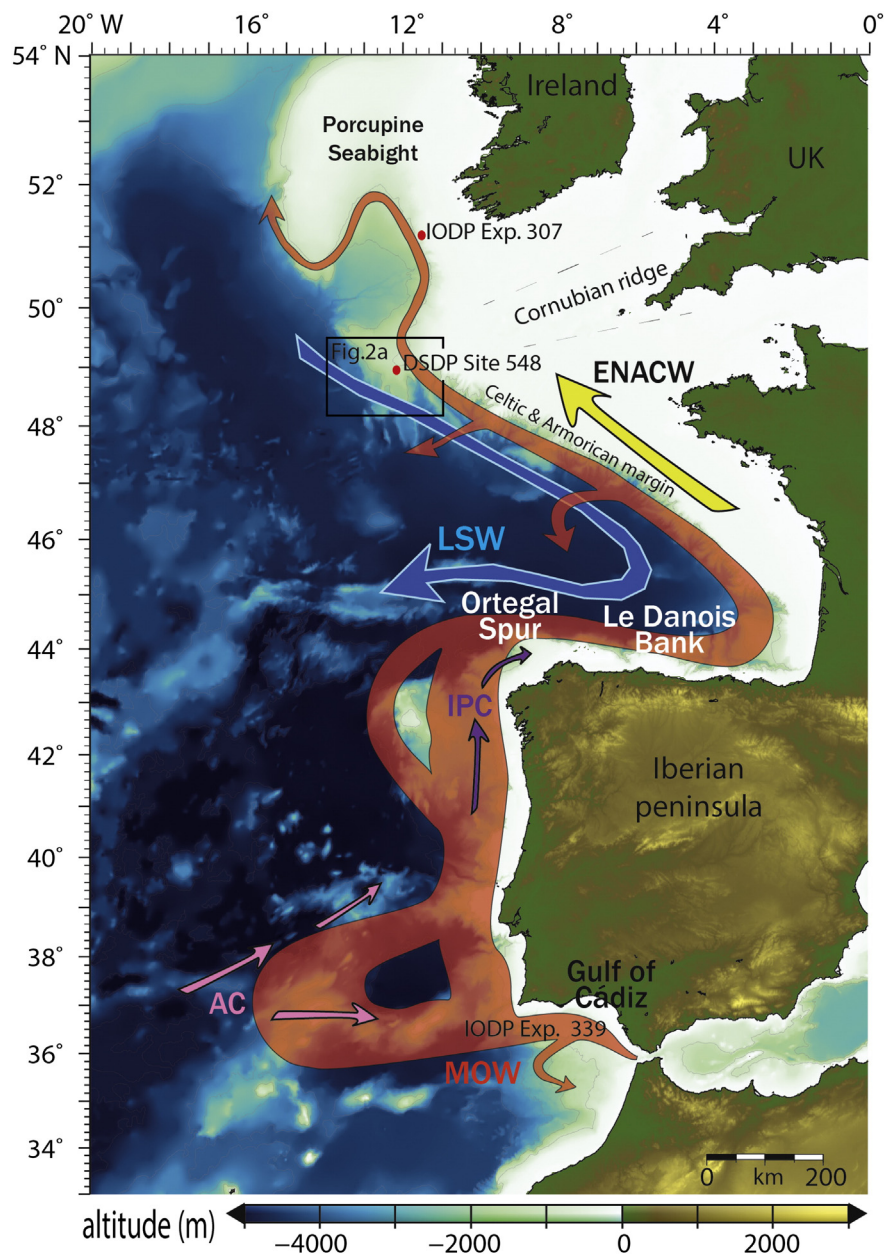 20° W 16° 12° 8° 4° 0°
54° N
Ireland
Porcupine
Seabight
UK
52°
IODP Exp. 307
Cornubian ridge
50°
Fig.2a
DSDP Site 548
ENACW
Celtic & Armorican margin
48°
46°
LSW
Ortegal
Spur
Le Danois
Bank
44°
IPC
42°
Iberian
peninsula
40°
38°
Gulf of
Cádiz
AC
IODP Exp. 339
36°
MOW
34°
0 km 200
altitude (m)
−4000 −2000 0 2000